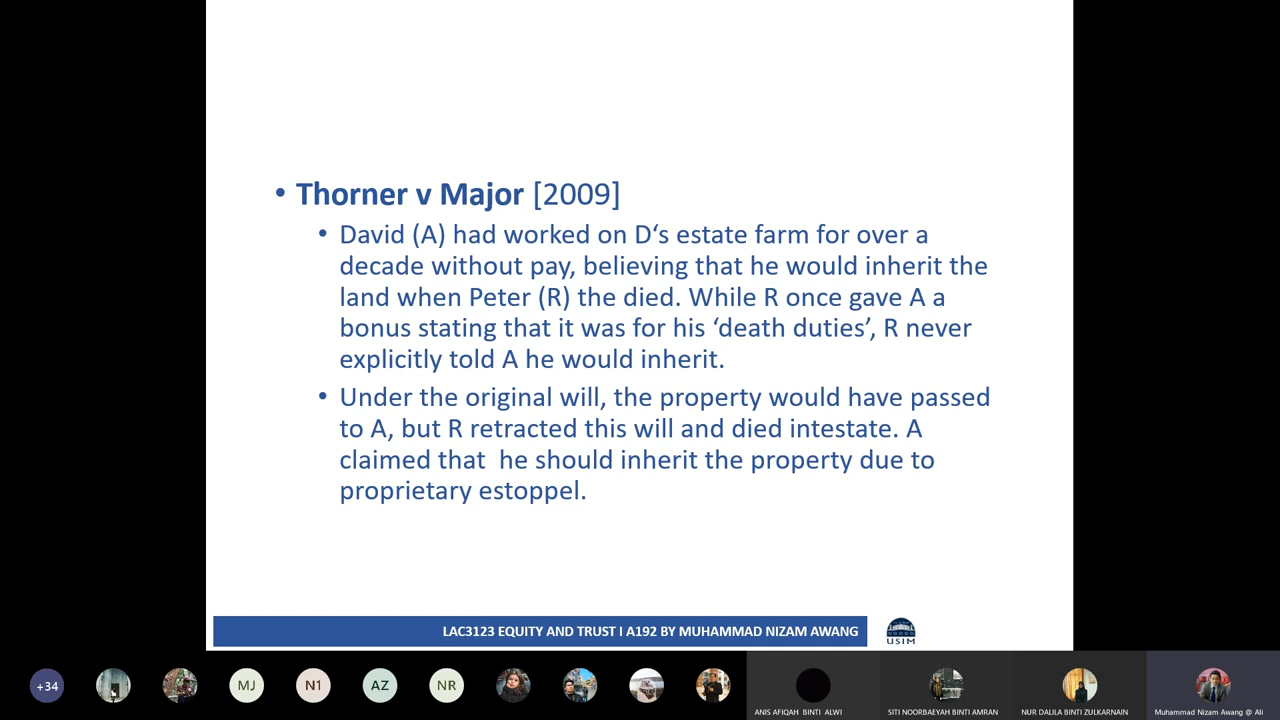 • Thorner v Major [2009]
• David (A) had worked on D‘s estate farm for over a
decade without pay, believing that he would inherit the
land when Peter (R) the died. While R once gave A a
bonus stating that it was for his ‘death duties’, R never
explicitly told A he would inherit.
• Under the original will, the property would have passed
to A, but R retracted this will and died intestate. A
claimed that  he should inherit the property due to
proprietary estoppel.
LAC3123 EQUITY AND TRUST I A192 BY MUHAMMAD NIZAM AWANG
USIM
+34
MJ
N1
AZ
NR
ANIS AFIQAH BINTI ALWI
SITI NOORBAEYAH BINTI AMRAN
NUR DALILA BINTI ZULKARNAIN
Muhammad Nizam Awang @ Ali